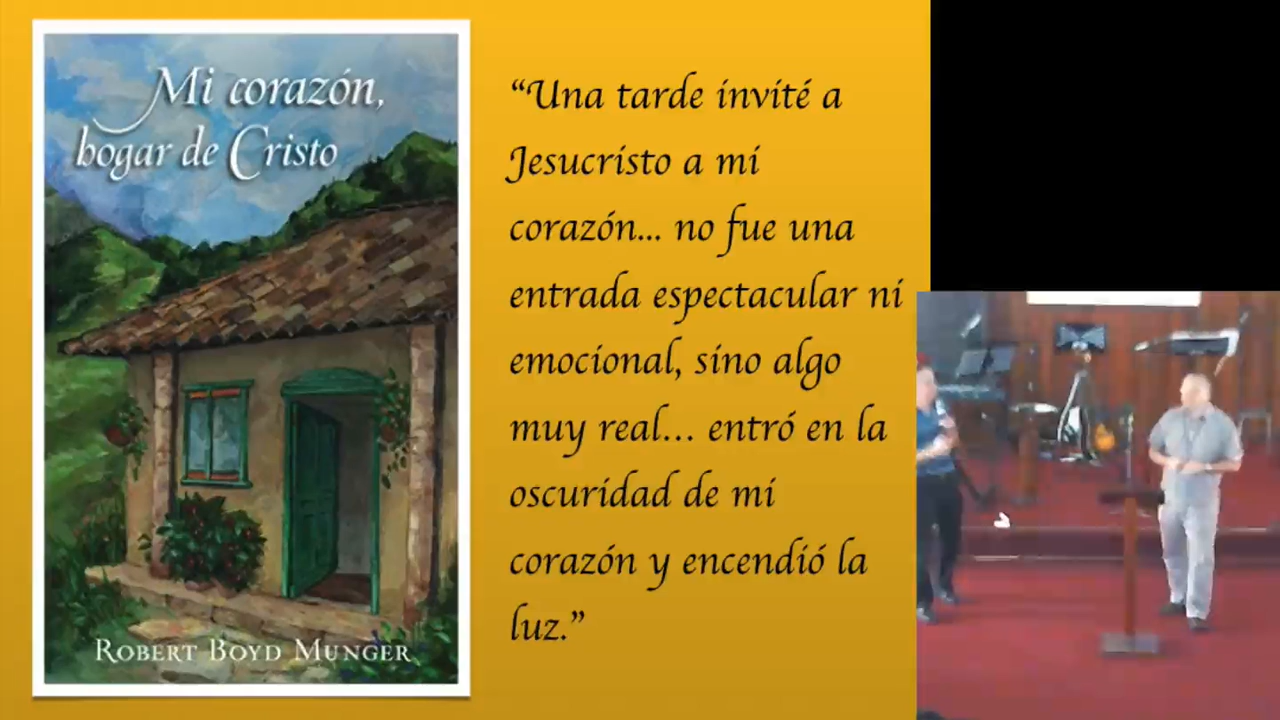 Mi corazón,
hogar de Cristo
ROBERT BOYD MUNGER
“Una tarde invité a
Jesucristo a mi
corazón... no fue una
entrada espectacular ni
emocional, sino algo
muy real... entró en la
oscuridad de mi
corazón y encendió la
luz.”